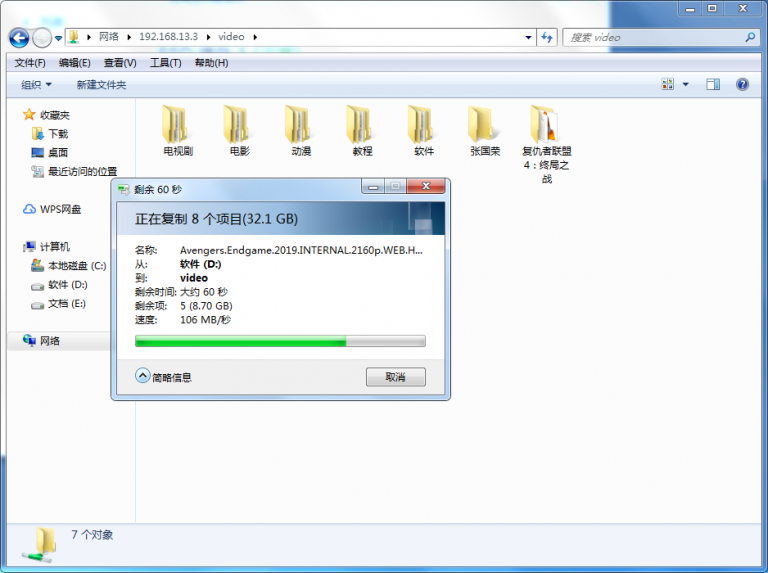 网络 192.168.13.3 video
搜索 video
文件(F) 编辑(E) 查看(V) 工具(T) 帮助(H)
组织 新建文件夹
收藏夹
下载
桌面
最近访问的位置
WPS网盘
计算机
本地磁盘 (C:)
软件 (D:)
文档 (E:)
网络
电视剧
电影
动漫
教程
软件
张国荣
复仇者联盟
4：终局之
战
剩余 60 秒
正在复制 8 个项目(32.1 GB)
名称: Avengers.Endgame.2019.INTERNAL.2160p.WEB.H...
从: 软件 (D:)
到: video
剩余时间: 大约 60 秒
剩余项: 5 (8.70 GB)
速度: 106 MB/秒
简略信息
取消
7 个对象